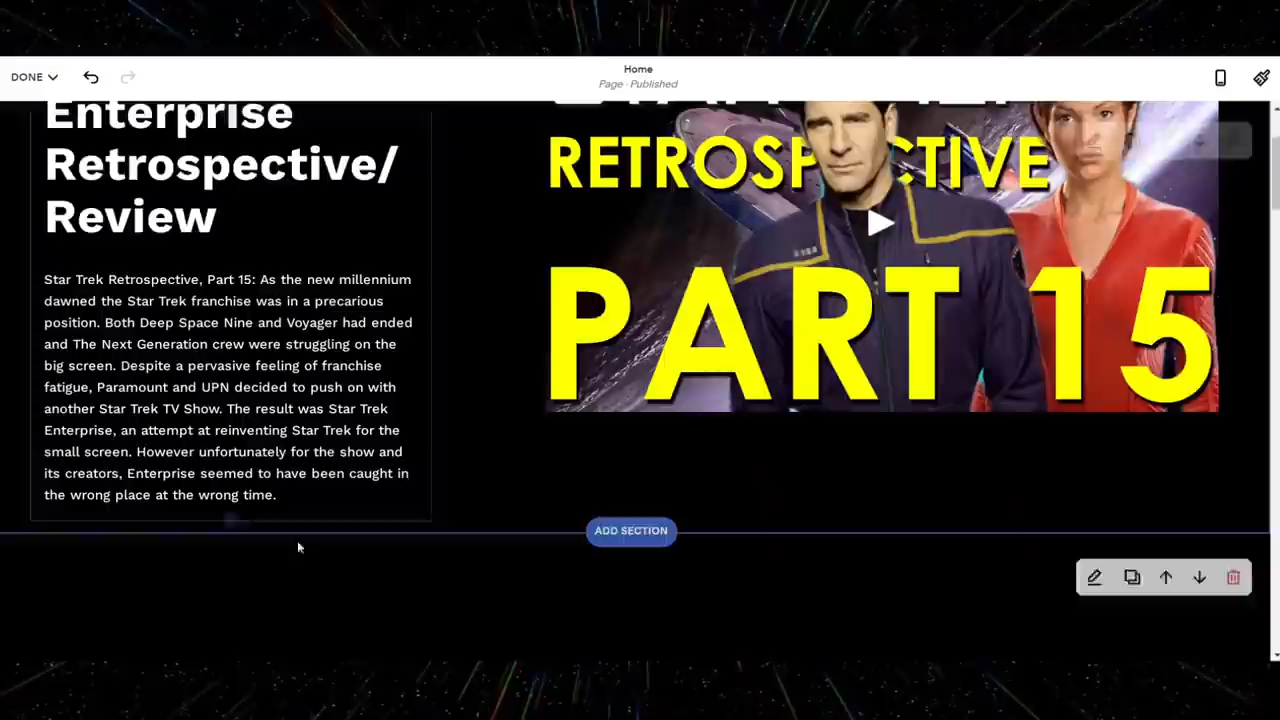 DONE
Home
Page · Published
Enterprise
Retrospective/
Review
RETROSPECTIVE
PART 15
Star Trek Retrospective, Part 15: As the new millennium
dawned the Star Trek franchise was in a precarious
position. Both Deep Space Nine and Voyager had ended
and The Next Generation crew were struggling on the
big screen. Despite a pervasive feeling of franchise
fatigue, Paramount and UPN decided to push on with
another Star Trek TV Show. The result was Star Trek
Enterprise, an attempt at reinventing Star Trek for the
small screen. However unfortunately for the show and
its creators, Enterprise seemed to have been caught in
the wrong place at the wrong time.
ADD SECTION